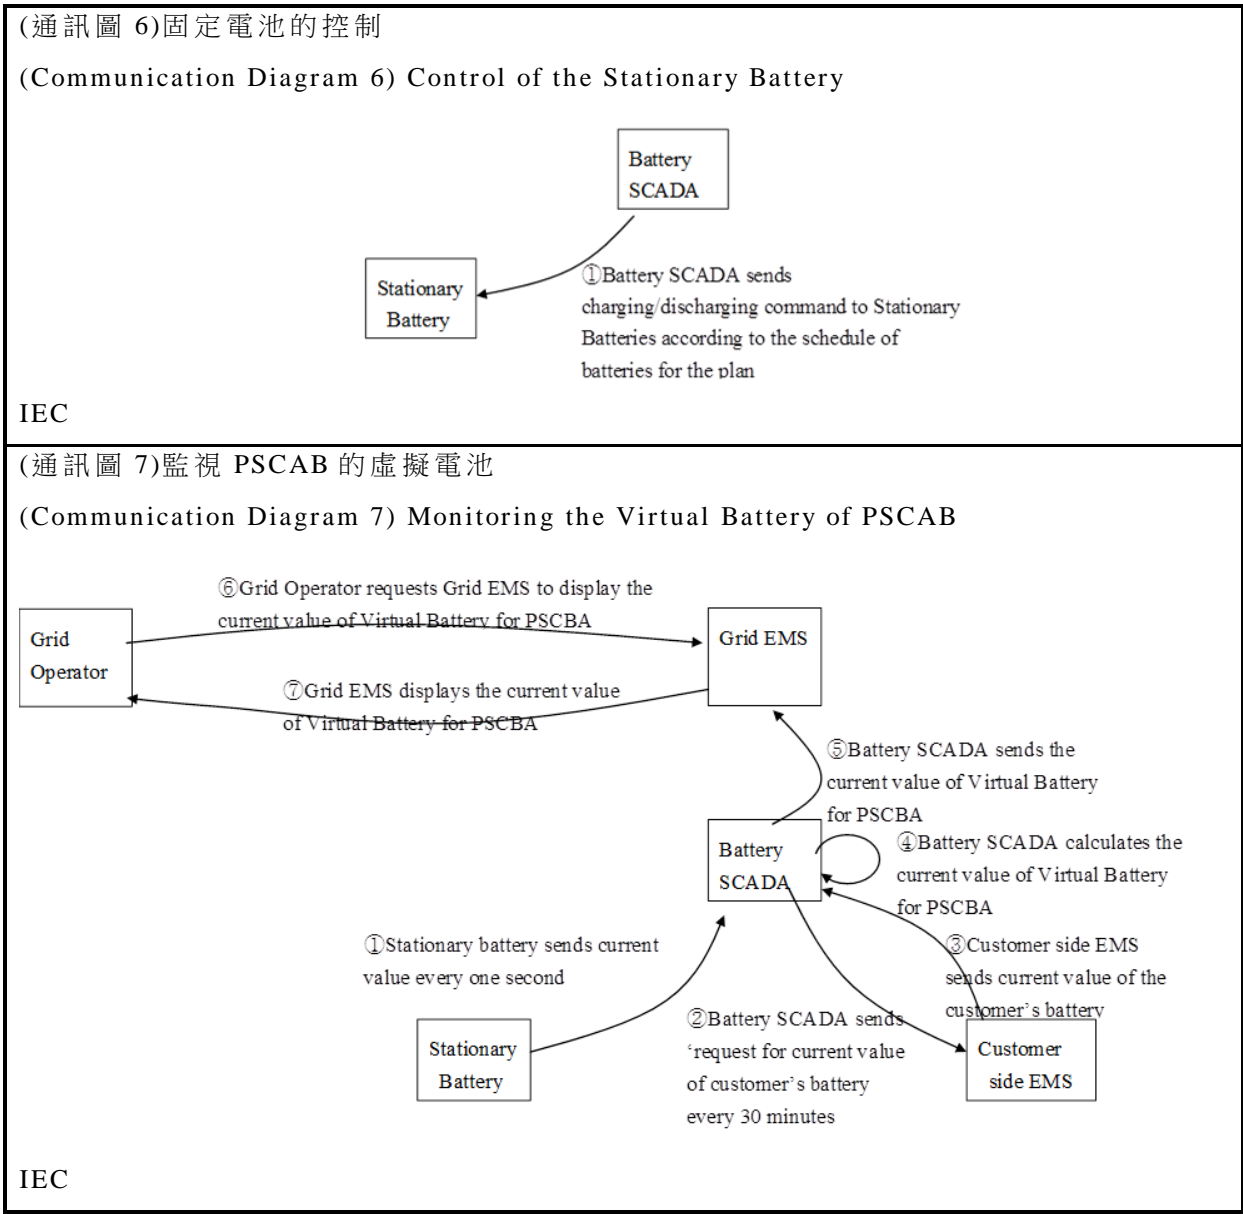 (通訊圖 6)固定電池的控制
(Communication Diagram 6) Control of the Stationary Battery
Battery
SCADA
Stationary
Battery
①Battery SCADA sends
charging/discharging command to Stationary
Batteries according to the schedule of
batteries for the plan
IEC
(通訊圖 7)監視 PSCAB 的虛擬電池
(Communication Diagram 7) Monitoring the Virtual Battery of PSCAB
⑥Grid Operator requests Grid EMS to display the
current value of Virtual Battery for PSCBA
Grid
Operator
Grid EMS
⑦Grid EMS displays the current value
of Virtual Battery for PSCBA
⑤Battery SCADA sends the
current value of Virtual Battery
for PSCBA
Battery
SCADA
④Battery SCADA calculates the
current value of Virtual Battery
for PSCBA
①Stationary battery sends current
value every one second
③Customer side EMS
sends current value of the
customer's battery
Stationary
Battery
②Battery SCADA sends
‘request for current value
of customer's battery
every 30 minutes
Customer
side EMS
IEC